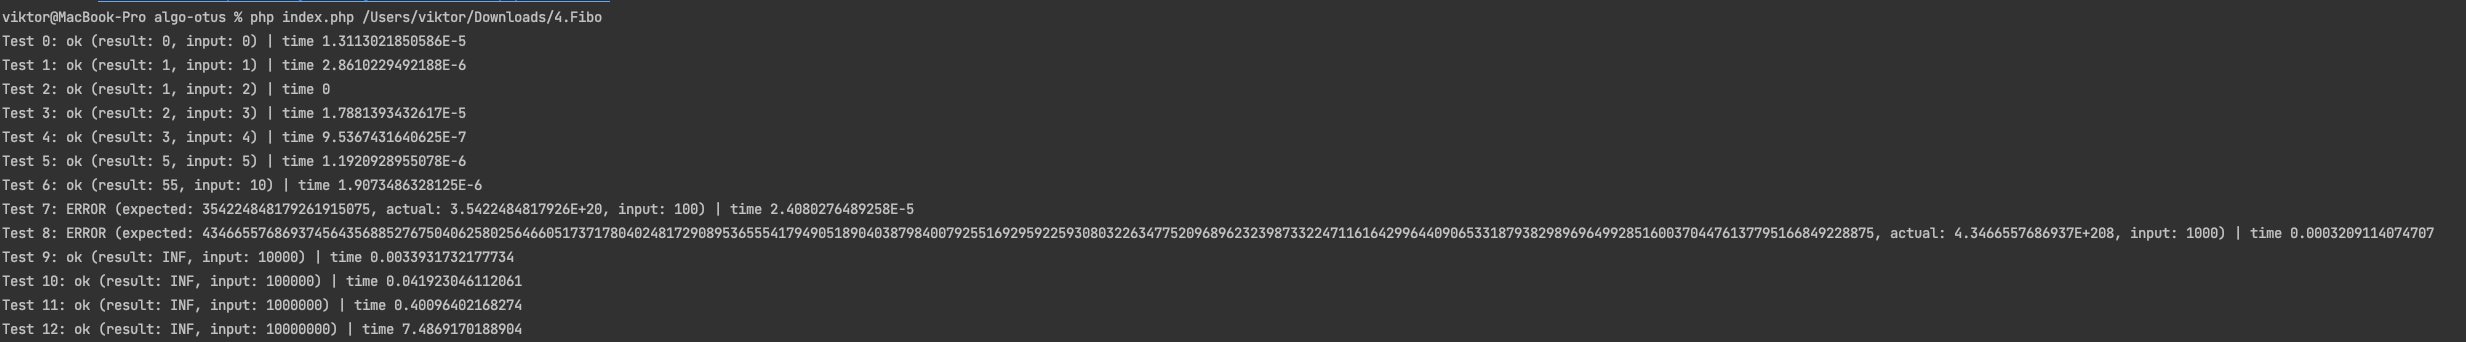 viktor@MacBook-Pro algo-otus % php index.php /Users/viktor/Downloads/4.Fibo
Test 0: ok (result: 0, input: 0) | time 1.3113021850586E-5
Test 1: ok (result: 1, input: 1) | time 2.8610229492188E-6
Test 2: ok (result: 1, input: 2) | time 0
Test 3: ok (result: 2, input: 3) | time 1.7881393432617E-5
Test 4: ok (result: 3, input: 4) | time 9.5367431640625E-7
Test 5: ok (result: 5, input: 5) | time 1.1920928955078E-6
Test 6: ok (result: 55, input: 10) | time 1.9073486328125E-6
Test 7: ERROR (expected: 354224848179261915075, actual: 3.5422484817926E+20, input: 100) | time 2.4080276489258E-5
Test 8: ERROR (expected: 43466557686937456435688527675040625802564660517371780402481729089536555417949051890403879840079255169295922593080322634775209689623239873322471161642996440906533187938298969649928516003704476137795166849228875, actual: 4.3466557686937E+208, input: 1000) | time 0.0003209114074707
Test 9: ok (result: INF, input: 10000) | time 0.0033931732177734
Test 10: ok (result: INF, input: 100000) | time 0.041923046112061
Test 11: ok (result: INF, input: 1000000) | time 0.40096402168274
Test 12: ok (result: INF, input: 10000000) | time 7.4869170188904